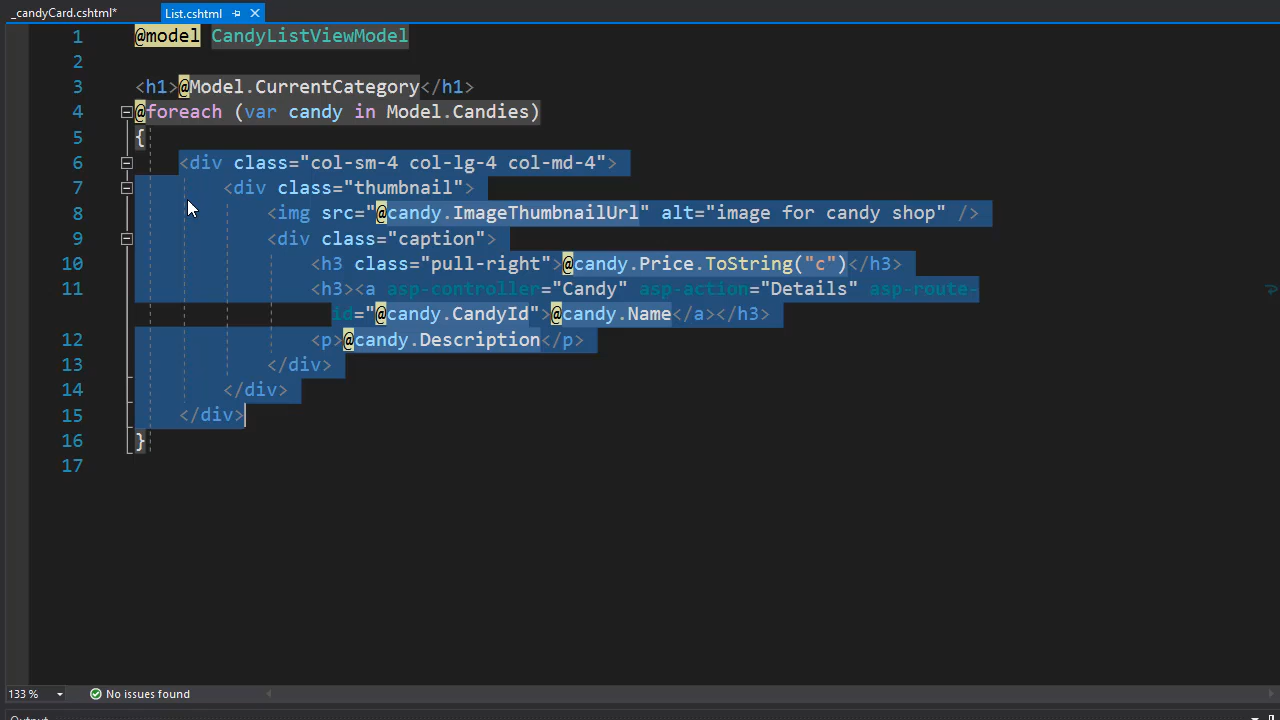 _candyCard.cshtml* List.cshtml
1 @model CandyListViewModel
2
3 <h1>@Model.CurrentCategory</h1>
4 @foreach (var candy in Model.Candies)
5 {
6 <div class="col-sm-4 col-lg-4 col-md-4">
7 <div class="thumbnail">
8 <img src="@candy.ImageThumbnailUrl" alt="image for candy shop" />
9 <div class="caption">
10 <h3 class="pull-right">@candy.Price.ToString("c")</h3>
11 <h3><a asp-controller="Candy" asp-action="Details" asp-route-
id="@candy.CandyId">@candy.Name</a></h3>
12 <p>@candy.Description</p>
13 </div>
14 </div>
15 </div>
16 }
17
133 % No issues found
Output